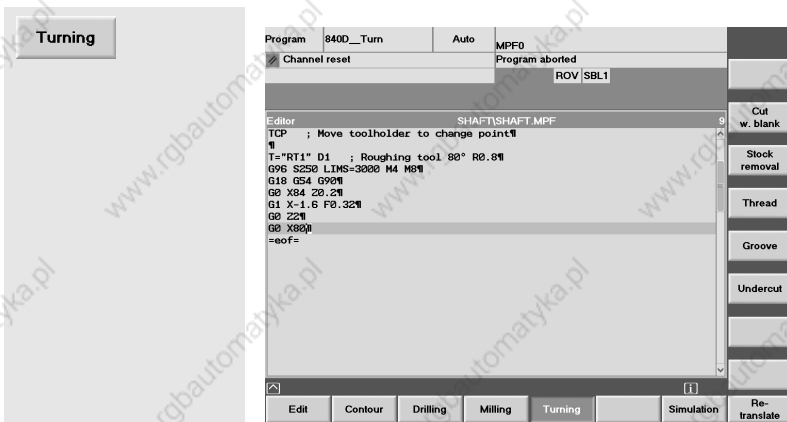 Turning
Program 840D__Turn Auto MPF0
Channel reset Program aborted
ROV SBL1
Editor SHAFT\SHAFT.MPF 9
TCP ; Move toolholder to change point¶
¶
T="RT1" D1 ; Roughing tool 80° R0.8¶
G96 S250 LIMS=3000 M4 M8¶
G18 G54 G90¶
G0 X84 Z0.2¶
G1 X-1.6 F0.32¶
G0 Z2¶
G0 X80¶
=eof=
Cut
w. blank
Stock
removal
Thread
Groove
Undercut
[i]
Edit Contour Drilling Milling Turning Simulation
Re-
translate
www.rgbautomatyka.pl